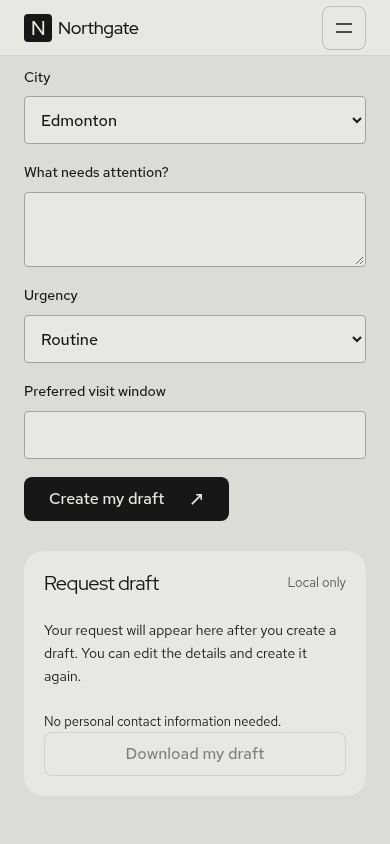 N Northgate
City
Edmonton
What needs attention?
Urgency
Routine
Preferred visit window
Create my draft ↗
Request draft
Local only
Your request will appear here after you create a
draft. You can edit the details and create it
again.
No personal contact information needed.
Download my draft